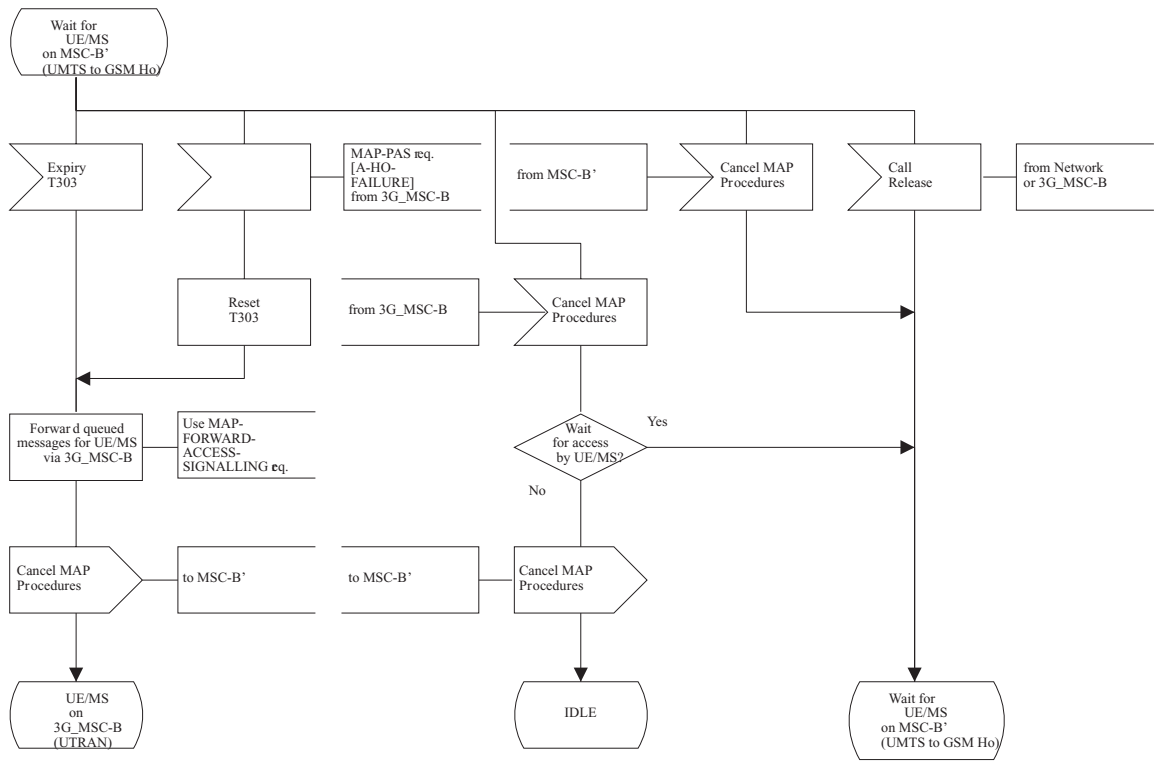 Wait for
UE/MS
on MSC-B’
(UMTS to GSM Ho)
Expiry
T303
MAP-PAS req.
[A-HO-
FAILURE]
from 3G_MSC-B
from MSC-B’
Cancel MAP
Procedures
Call
Release
from Network
or 3G_MSC-B
Reset
T303
from 3G_MSC-B
Cancel MAP
Procedures
Forward queued
messages for UE/MS
via 3G_MSC-B
Use MAP-
FORWARD-
ACCESS-
SIGNALLING req.
Wait
for access
by UE/MS?
Yes
No
Cancel MAP
Procedures
to MSC-B’
to MSC-B’
Cancel MAP
Procedures
UE/MS
on
3G_MSC-B
(UTRAN)
IDLE
Wait for
UE/MS
on MSC-B’
(UMTS to GSM Ho)